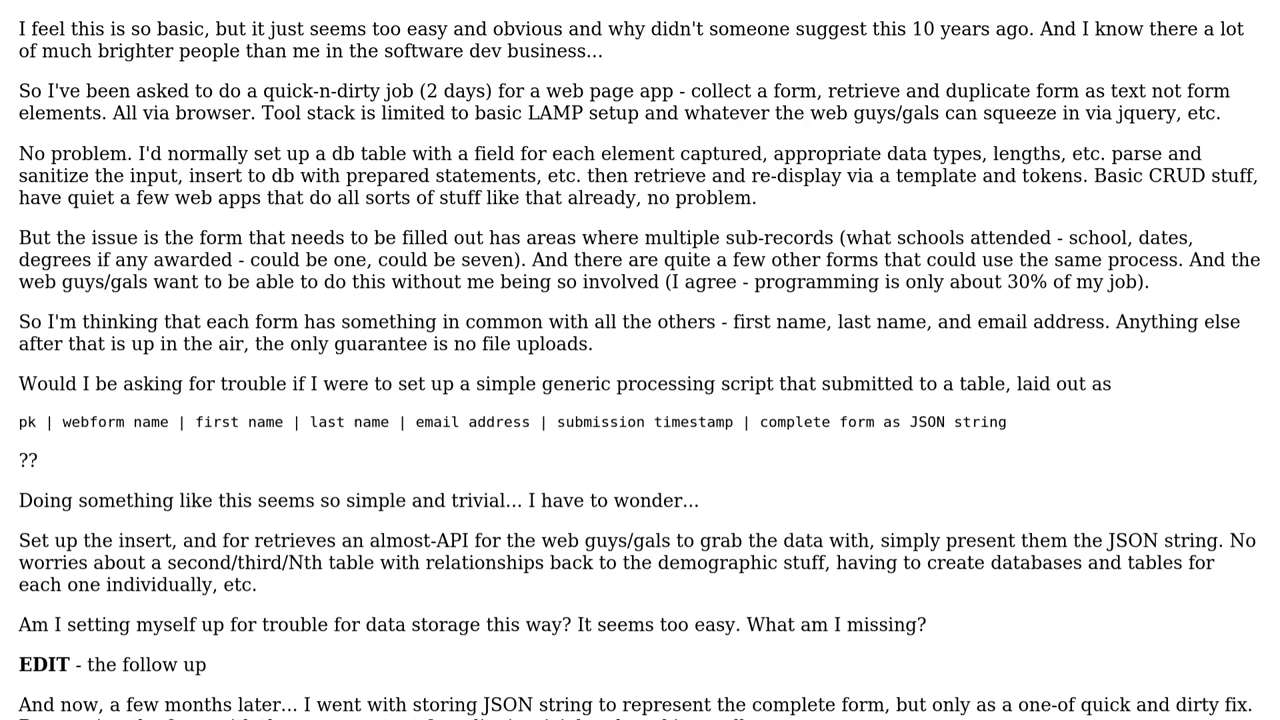 I feel this is so basic, but it just seems too easy and obvious and why didn't someone suggest this 10 years ago. And I know there a lot
of much brighter people than me in the software dev business...
So I've been asked to do a quick-n-dirty job (2 days) for a web page app - collect a form, retrieve and duplicate form as text not form
elements. All via browser. Tool stack is limited to basic LAMP setup and whatever the web guys/gals can squeeze in via jquery, etc.
No problem. I'd normally set up a db table with a field for each element captured, appropriate data types, lengths, etc. parse and
sanitize the input, insert to db with prepared statements, etc. then retrieve and re-display via a template and tokens. Basic CRUD stuff,
have quiet a few web apps that do all sorts of stuff like that already, no problem.
But the issue is the form that needs to be filled out has areas where multiple sub-records (what schools attended - school, dates,
degrees if any awarded - could be one, could be seven). And there are quite a few other forms that could use the same process. And the
web guys/gals want to be able to do this without me being so involved (I agree - programming is only about 30% of my job).
So I'm thinking that each form has something in common with all the others - first name, last name, and email address. Anything else
after that is up in the air, the only guarantee is no file uploads.
Would I be asking for trouble if I were to set up a simple generic processing script that submitted to a table, laid out as
pk | webform name | first name | last name | email address | submission timestamp | complete form as JSON string
??
Doing something like this seems so simple and trivial... I have to wonder...
Set up the insert, and for retrieves an almost-API for the web guys/gals to grab the data with, simply present them the JSON string. No
worries about a second/third/Nth table with relationships back to the demographic stuff, having to create databases and tables for
each one individually, etc.
Am I setting myself up for trouble for data storage this way? It seems too easy. What am I missing?
EDIT - the follow up
And now, a few months later... I went with storing JSON string to represent the complete form, but only as a one-of quick and dirty fix.